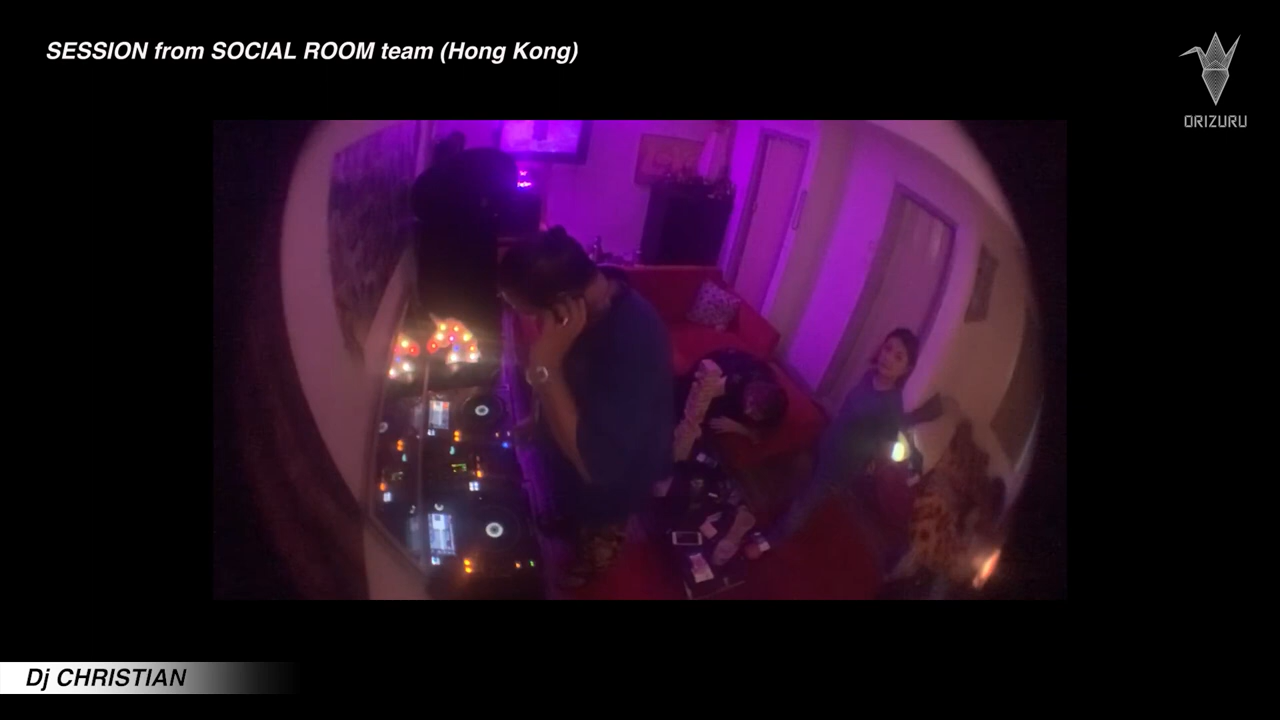 SESSION from SOCIAL ROOM team (Hong Kong)
ORIZURU
Dj CHRISTIAN